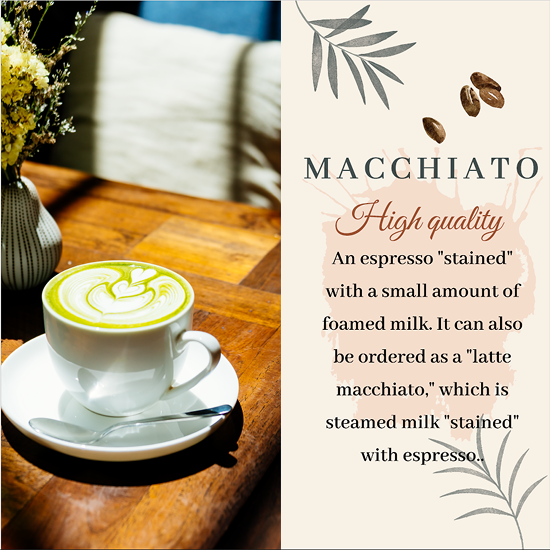 MACCHIATO
High quality
An espresso "stained"
with a small amount of
foamed milk. It can also
be ordered as a "latte
macchiato," which is
steamed milk "stained"
with espresso..